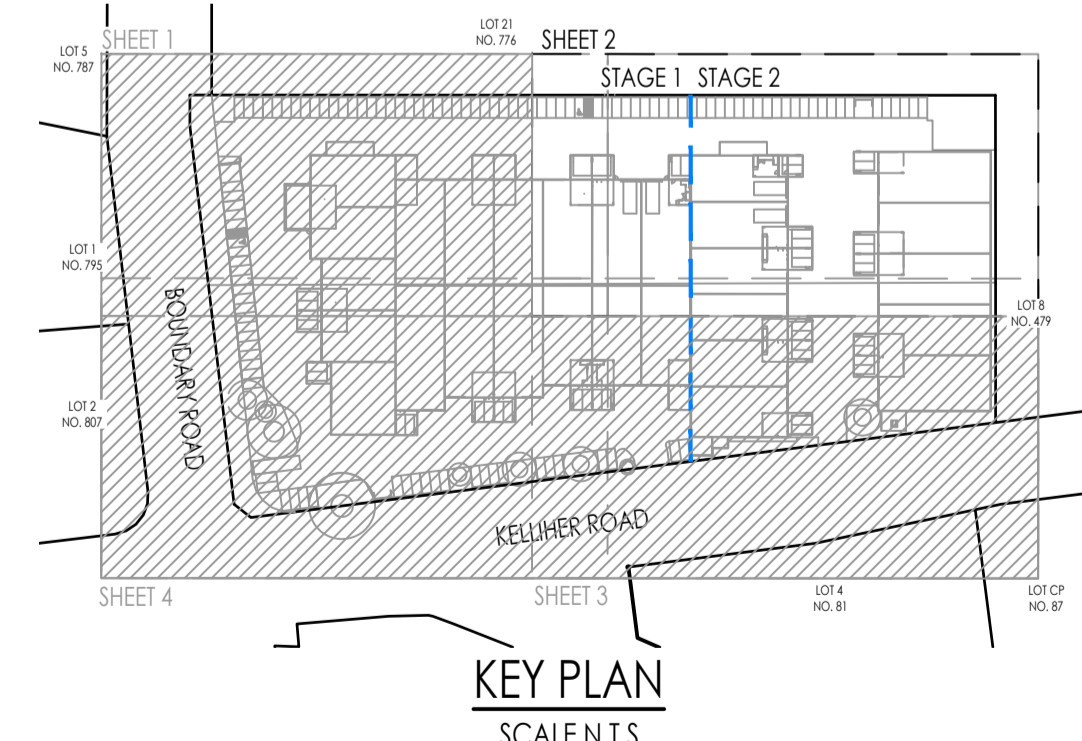 SHEET 1
LOT 21
NO. 776
SHEET 2
LOT 5
NO. 787
STAGE 1 STAGE 2
LOT 1
NO. 795
BOUNDARY ROAD
LOT 8
NO. 479
LOT 2
NO. 807
KELLIHER ROAD
SHEET 4
SHEET 3
LOT 4
NO. 81
LOT CP
NO. 87
KEY PLAN
SCALE N.T.S.